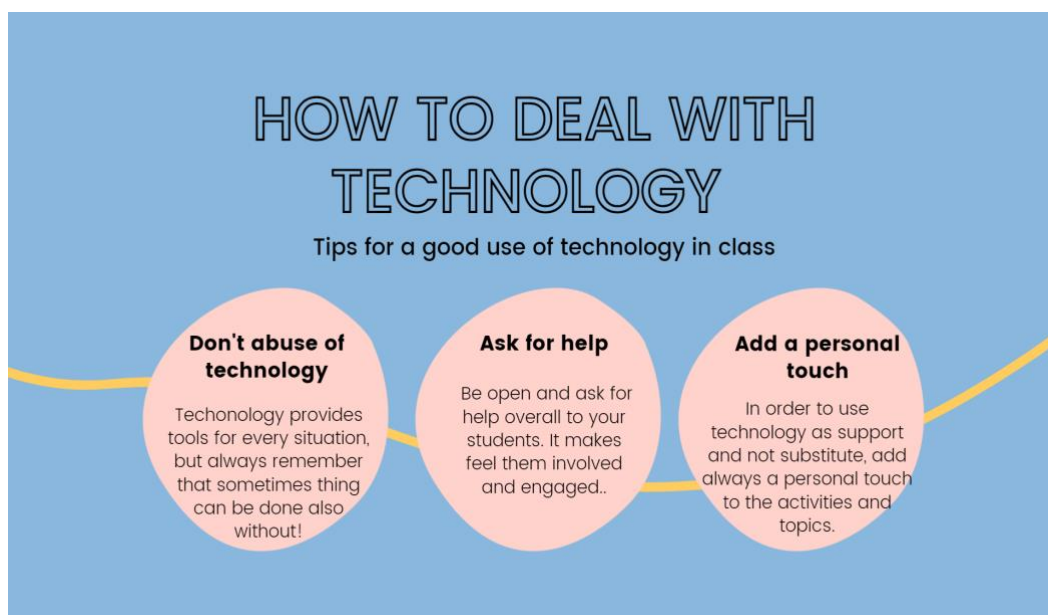 HOW TO DEAL WITH
TECHNOLOGY
Tips for a good use of technology in class
Don't abuse of
technology
Techonology provides
tools for every situation,
but always remember
that sometimes thing
can be done also
without!
Ask for help
Be open and ask for
help overall to your
students. It makes
feel them involved
and engaged..
Add a personal
touch
In order to use
technology as support
and not substitute, add
always a personal touch
to the activities and
topics.